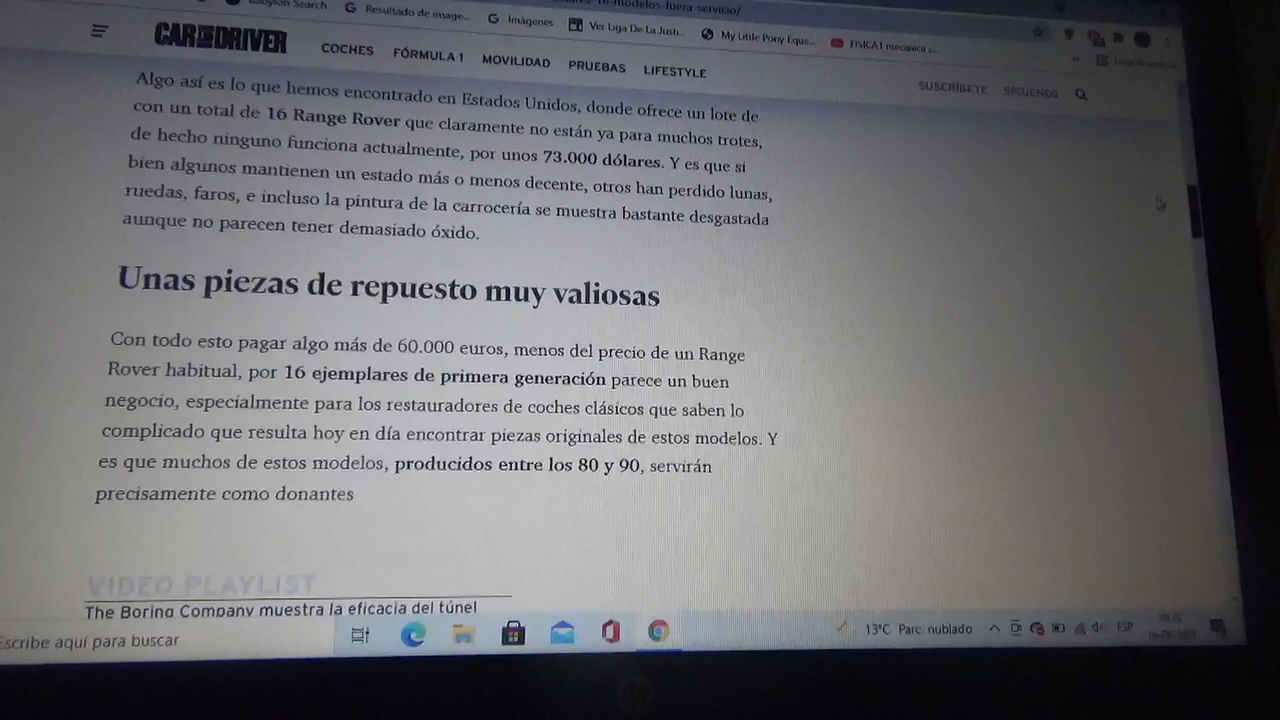 Search
-modelos-fuera-servicio/
Resultado de image...
Imágenes
Ver Liga De La Justi...
My Little Pony Eque...
FISICA1 mecanica c...
CAR AND DRIVER
COCHES
FÓRMULA 1
MOVILIDAD
PRUEBAS
LIFESTYLE
SUSCRÍBETE
SÍGUENOS
Algo así es lo que hemos encontrado en Estados Unidos, donde ofrece un lote de
con un total de 16 Range Rover que claramente no están ya para muchos trotes,
de hecho ninguno funciona actualmente, por unos 73.000 dólares. Y es que si
bien algunos mantienen un estado más o menos decente, otros han perdido lunas,
ruedas, faros, e incluso la pintura de la carrocería se muestra bastante desgastada
aunque no parecen tener demasiado óxido.
Unas piezas de repuesto muy valiosas
Con todo esto pagar algo más de 60.000 euros, menos del precio de un Range
Rover habitual, por 16 ejemplares de primera generación parece un buen
negocio, especialmente para los restauradores de coches clásicos que saben lo
complicado que resulta hoy en día encontrar piezas originales de estos modelos. Y
es que muchos de estos modelos, producidos entre los 80 y 90, servirán
precisamente como donantes
VIDEO PLAYLIST
The Boring Company muestra la eficacia del túnel
Escribe aquí para buscar
13°C Parc. nublado
ESP